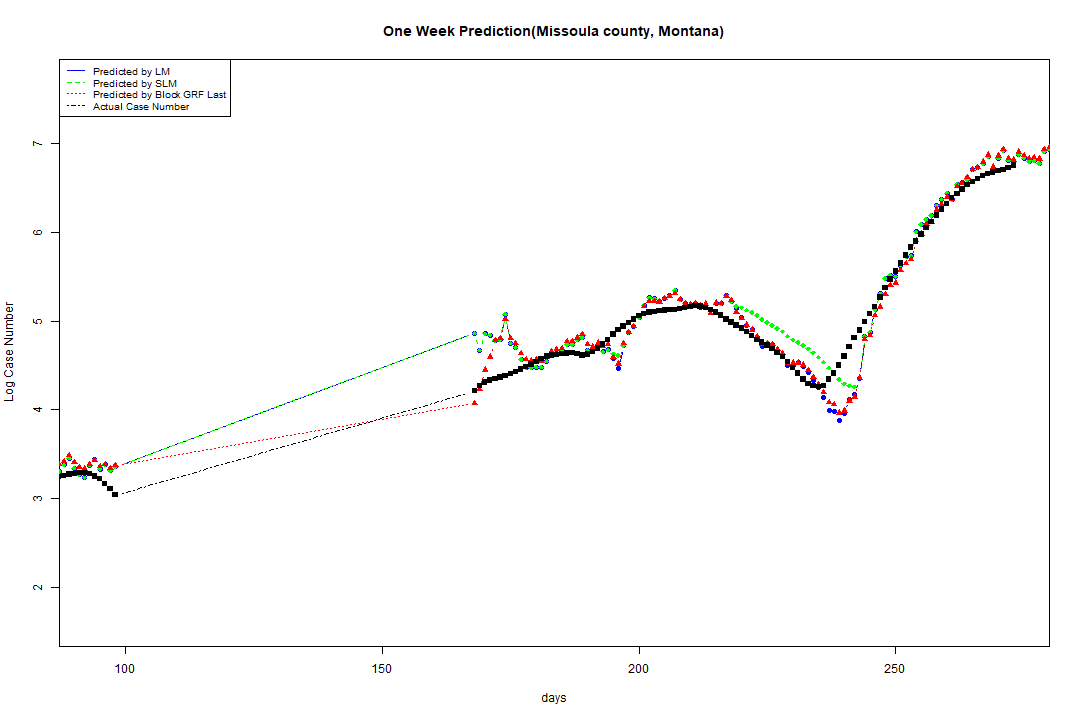 One Week Prediction(Missoula county, Montana)
Predicted by LM
Predicted by SLM
Predicted by Block GRF Last
Actual Case Number
7
6
5
4
3
2
Log Case Number
100
150
200
250
days